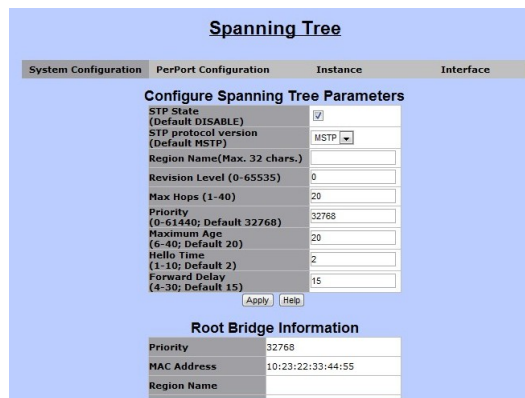 Spanning Tree
System Configuration PerPort Configuration Instance Interface
Configure Spanning Tree Parameters
STP State
(Default DISABLE)
STP protocol version
(Default MSTP)
MSTP
Region Name(Max. 32 chars.)
Revision Level (0-65535)
0
Max Hops (1-40)
20
Priority
(0-61440; Default 32768)
32768
Maximum Age
(6-40; Default 20)
20
Hello Time
(1-10; Default 2)
2
Forward Delay
(4-30; Default 15)
15
Apply Help
Root Bridge Information
Priority 32768
MAC Address 10:23:22:33:44:55
Region Name